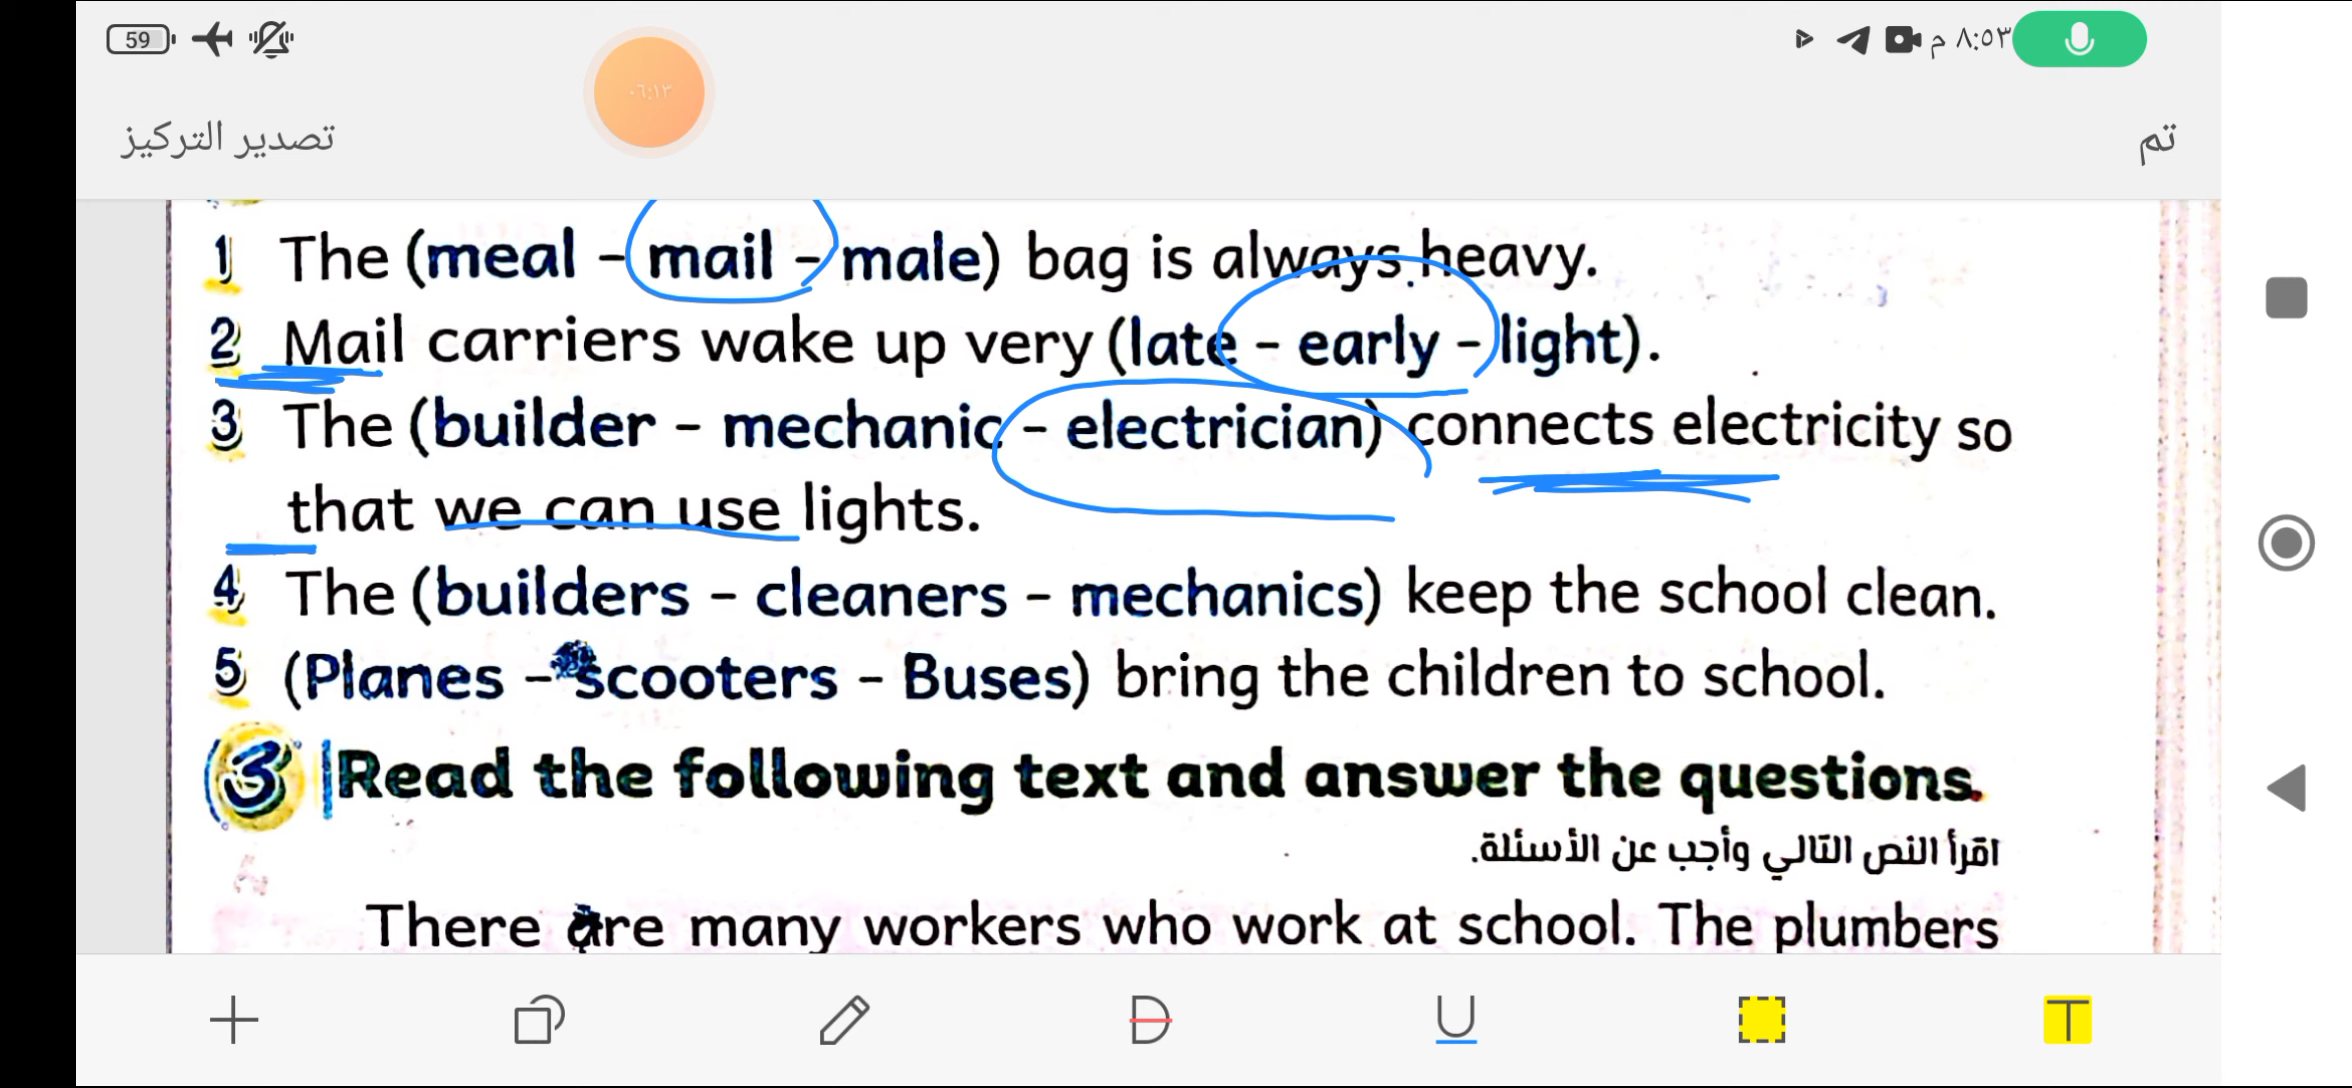 59
٨:٥٣ م
٠٦:١٣
تصدير التركيز
تم
1 The (meal - mail - male) bag is always heavy.
2 Mail carriers wake up very (late - early - light).
3 The (builder - mechanic - electrician) connects electricity so
that we can use lights.
4 The (builders - cleaners - mechanics) keep the school clean.
5 (Planes - scooters - Buses) bring the children to school.
3 Read the following text and answer the questions.
اقرأ النص التالي وأجب عن الأسئلة.
There are many workers who work at school. The plumbers